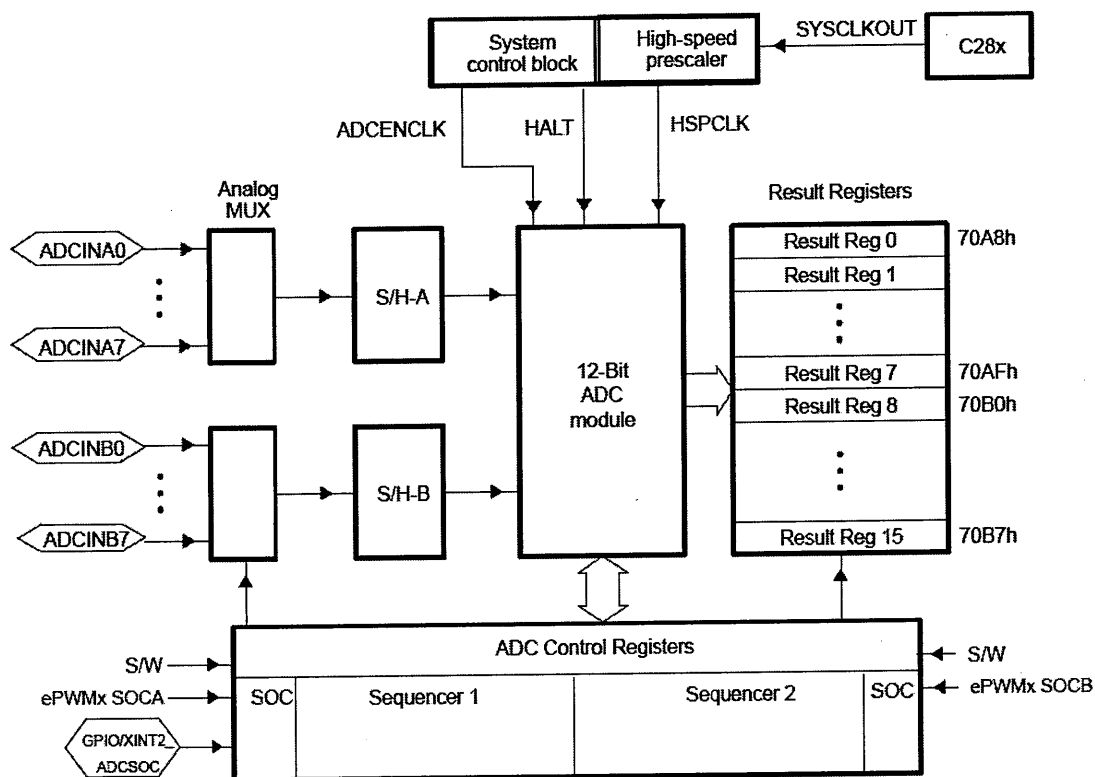 System
control block
High-speed
prescaler
SYSCLKOUT
C28x
ADCENCLK
HALT
HSPCLK
Analog
MUX
Result Registers
ADCINA0
ADCINA7
S/H-A
12-Bit
ADC
module
Result Reg 0
70A8h
Result Reg 1
Result Reg 7
70AFh
Result Reg 8
70B0h
ADCINB0
ADCINB7
S/H-B
Result Reg 15
70B7h
ADC Control Registers
S/W
S/W
ePWMx SOCA
SOC
Sequencer 1
Sequencer 2
SOC
ePWMx SOCB
GPIO/XINT2_
ADCSOC